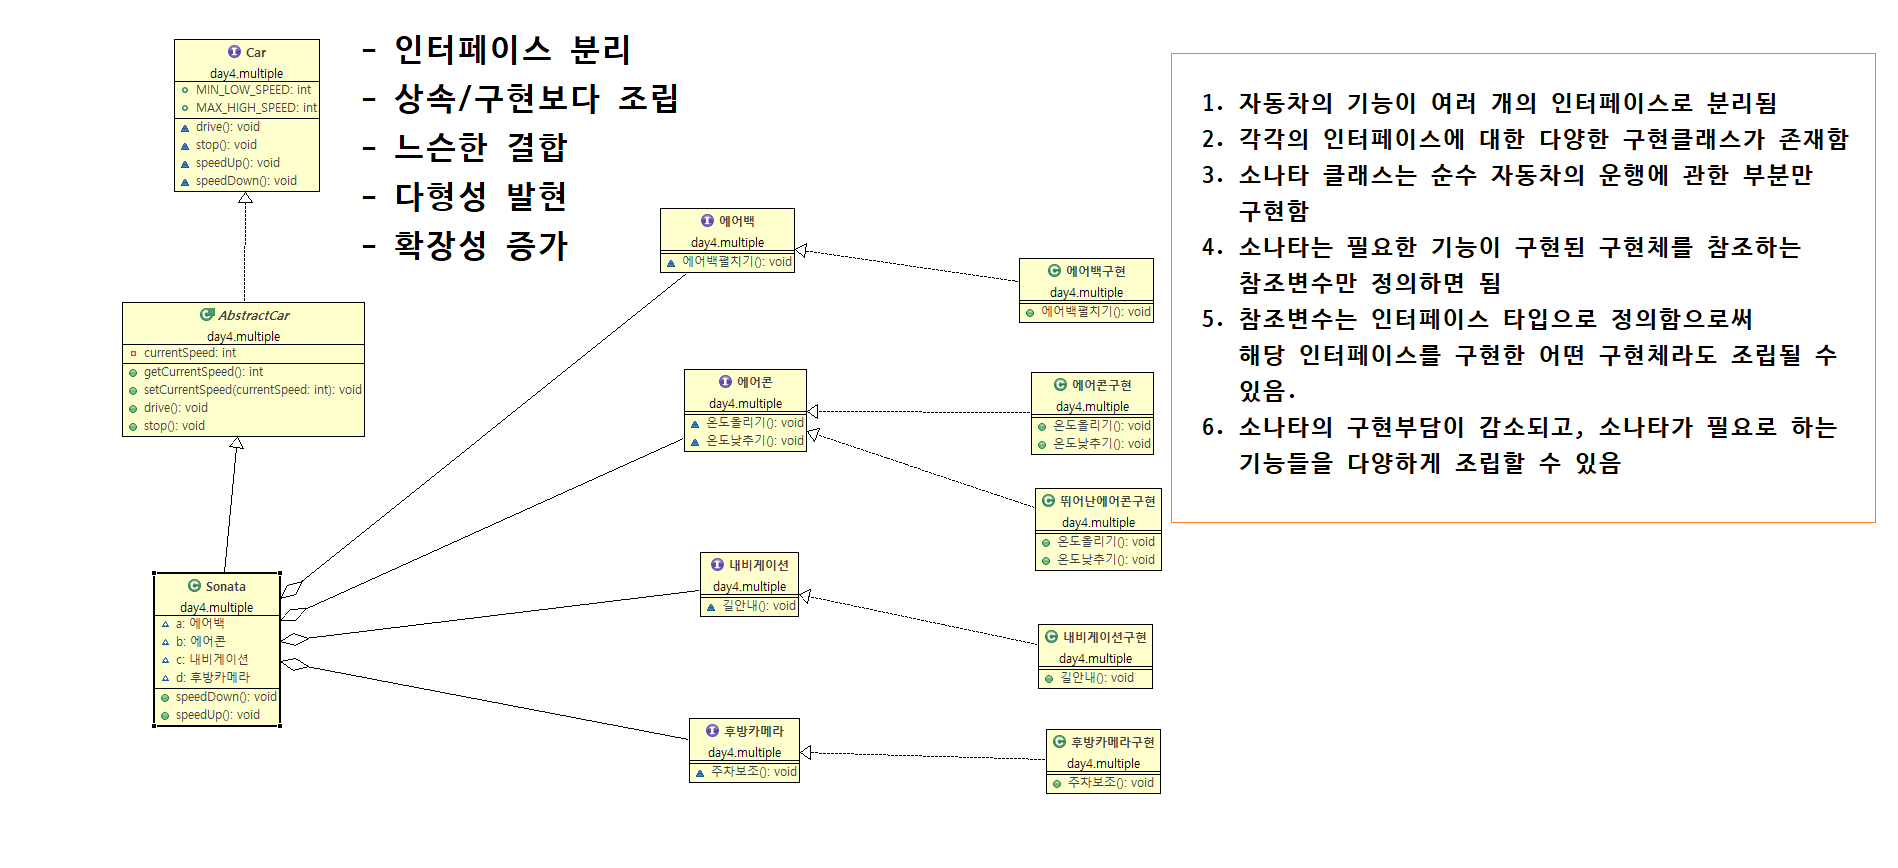 Car
day4.multiple
MIN_LOW_SPEED: int
MAX_HIGH_SPEED: int
drive(): void
stop(): void
speedUp(): void
speedDown(): void
- 인터페이스 분리
- 상속/구현보다 조립
- 느슨한 결합
- 다형성 발현
- 확장성 증가
AbstractCar
day4.multiple
currentSpeed: int
getCurrentSpeed(): int
setCurrentSpeed(currentSpeed: int): void
drive(): void
stop(): void
Sonata
day4.multiple
a: 에어백
b: 에어콘
c: 내비게이션
d: 후방카메라
speedDown(): void
speedUp(): void
에어백
day4.multiple
에어백펼치기(): void
에어콘
day4.multiple
온도올리기(): void
온도낮추기(): void
내비게이션
day4.multiple
길안내(): void
후방카메라
day4.multiple
주차보조(): void
에어백구현
day4.multiple
에어백펼치기(): void
에어콘구현
day4.multiple
온도올리기(): void
온도낮추기(): void
뛰어난에어콘구현
day4.multiple
온도올리기(): void
온도낮추기(): void
내비게이션구현
day4.multiple
길안내(): void
후방카메라구현
day4.multiple
주차보조(): void
1. 자동차의 기능이 여러 개의 인터페이스로 분리됨
2. 각각의 인터페이스에 대한 다양한 구현클래스가 존재함
3. 소나타 클래스는 순수 자동차의 운행에 관한 부분만
구현함
4. 소나타는 필요한 기능이 구현된 구현체를 참조하는
참조변수만 정의하면 됨
5. 참조변수는 인터페이스 타입으로 정의함으로써
해당 인터페이스를 구현한 어떤 구현체라도 조립될 수
있음.
6. 소나타의 구현부담이 감소되고, 소나타가 필요로 하는
기능들을 다양하게 조립할 수 있음